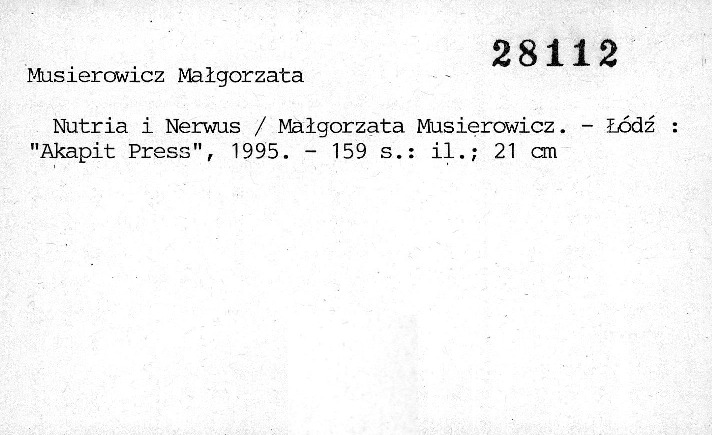 28112
Musierowicz Małgorzata
Nutria i Nerwus / Małgorzata Musierowicz. - Łódź :
"Akapit Press", 1995. - 159 s.: il.; 21 cm